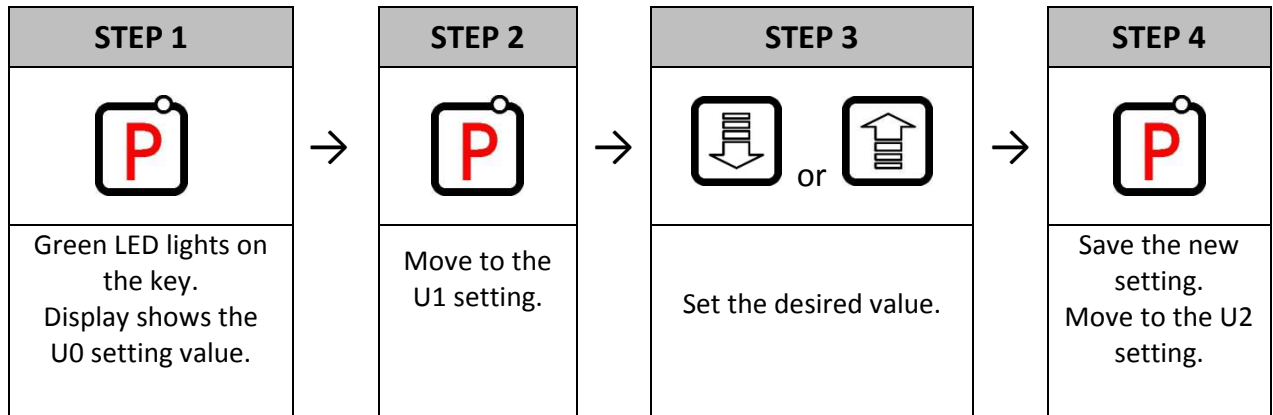 STEP 1
P
Green LED lights on
the key.
Display shows the
U0 setting value.
STEP 2
P
Move to the
U1 setting.
STEP 3
or
Set the desired value.
STEP 4
P
Save the new
setting.
Move to the U2
setting.